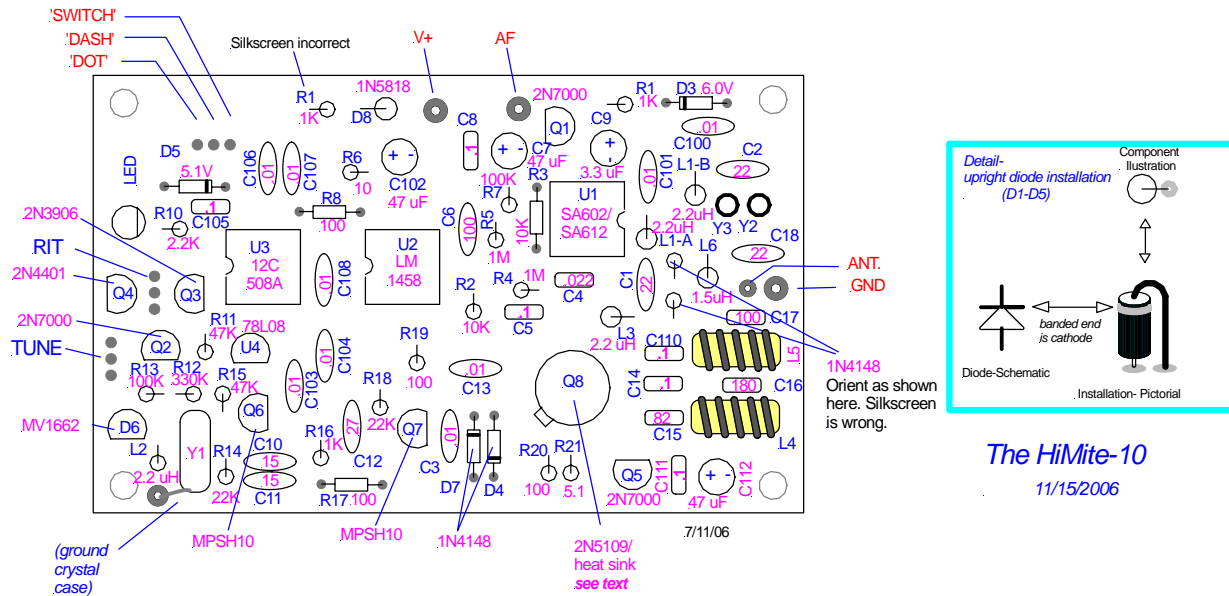 'SWITCH'
'DASH'
'DOT'
Silkscreen incorrect
V+
AF
1N5818
2N7000
R1
1K
D8
C8
.1
Q1
C9
R1
.1K
D3
6.0V
.01
C100
LED
D5
5.1V
C106
.01
.01
C107
R6
10
C102
47 uF
C7
47 uF
3.3 uF
C101
.01
L1-B
C2
22
2.2uH
R8
100
100K
R7
R3
10K
U1
SA602/
SA612
2N3906
R10
2.2K
.1
C105
C6
100
R5
1M
2.2uH
L1-A
Y3
Y2
C18
22
RIT
2N4401
U3
12C
508A
U2
LM
1458
L6
1.5uH
ANT.
GND
Q4
Q3
.01
C108
R4
.1M
.022
C4
C1
22
R2
10K
.1
C5
L3
2.2 uH
C17
100
2N7000
TUNE
R11
47K
.78L08
Q2
U4
R19
100
C110
.1
L5
1N4148
Orient as shown
here. Silkscreen
is wrong.
R13
100K
R12
330K
R15
47K
.01
C103
.01
C104
R18
22K
.01
C13
Q8
C14
.1
180
C16
MV1662
D6
Q6
Q7
.82
C15
L4
L2
2.2 uH
Y1
R14
22K
C10
.15
.15
C11
R16
1K
.27
C12
.01
C3
R17
.100
D7
D4
R20
100
R21
5.1
Q5
2N7000
C111
.1
47 uF
C112
(ground
crystal
case)
MPSH10
MPSH10
1N4148
2N5109/
heat sink
see text
7/11/06
Detail-
upright diode installation
(D1-D5)
Component
Illustration
banded end
is cathode
Diode-Schematic
Installation- Pictorial
The HiMite-10
11/15/2006